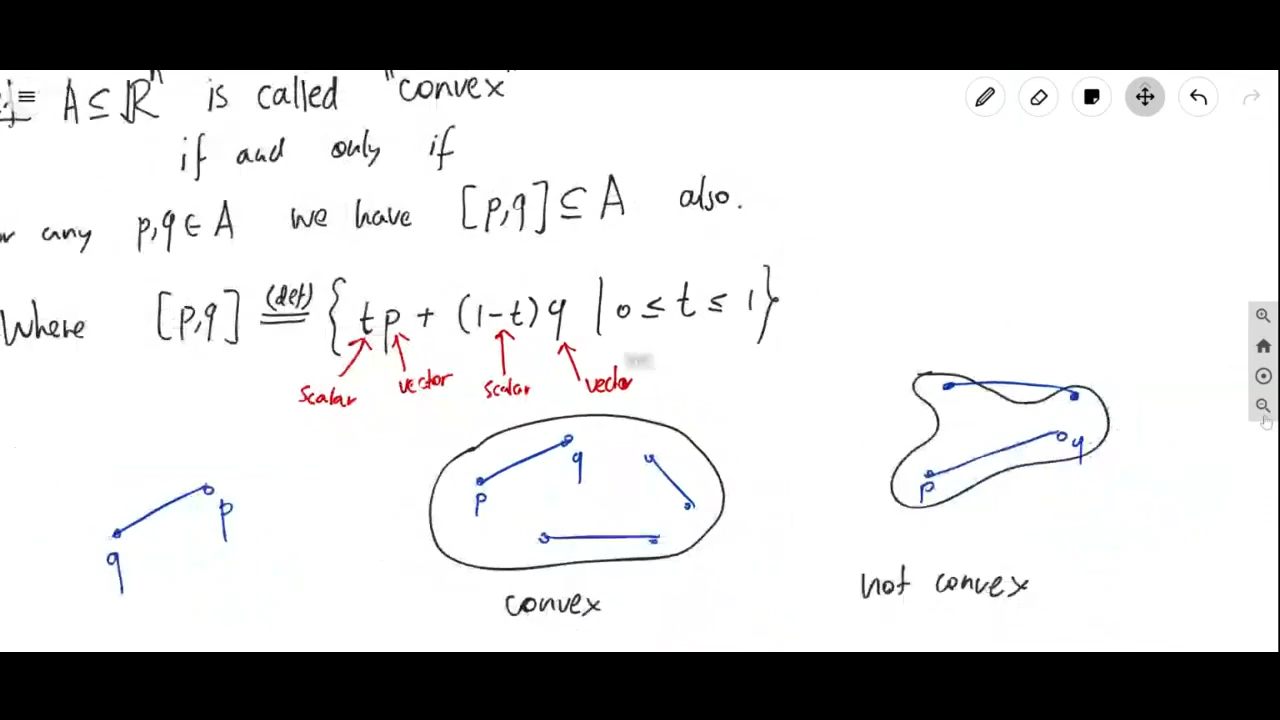 A ⊆ ℝⁿ is called "convex"
if and only if
any p,q ∈ A we have [p,q] ⊆ A also.
Where [p,q] (def)== { tp + (1-t) q | 0 ≤ t ≤ 1}
scalar vector scalar vector
q p
p q
p q
convex
not convex